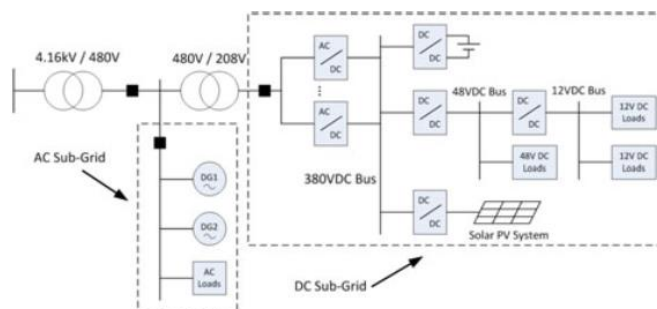 4.16kV / 480V
480V / 208V
AC
DC
DC
DC
48VDC Bus
12VDC Bus
AC
DC
DC
DC
DC
DC
12V DC
Loads
48V DC
Loads
12V DC
Loads
AC Sub-Grid
DG1
380VDC Bus
DC
DC
Solar PV System
DG2
AC
Loads
DC Sub-Grid